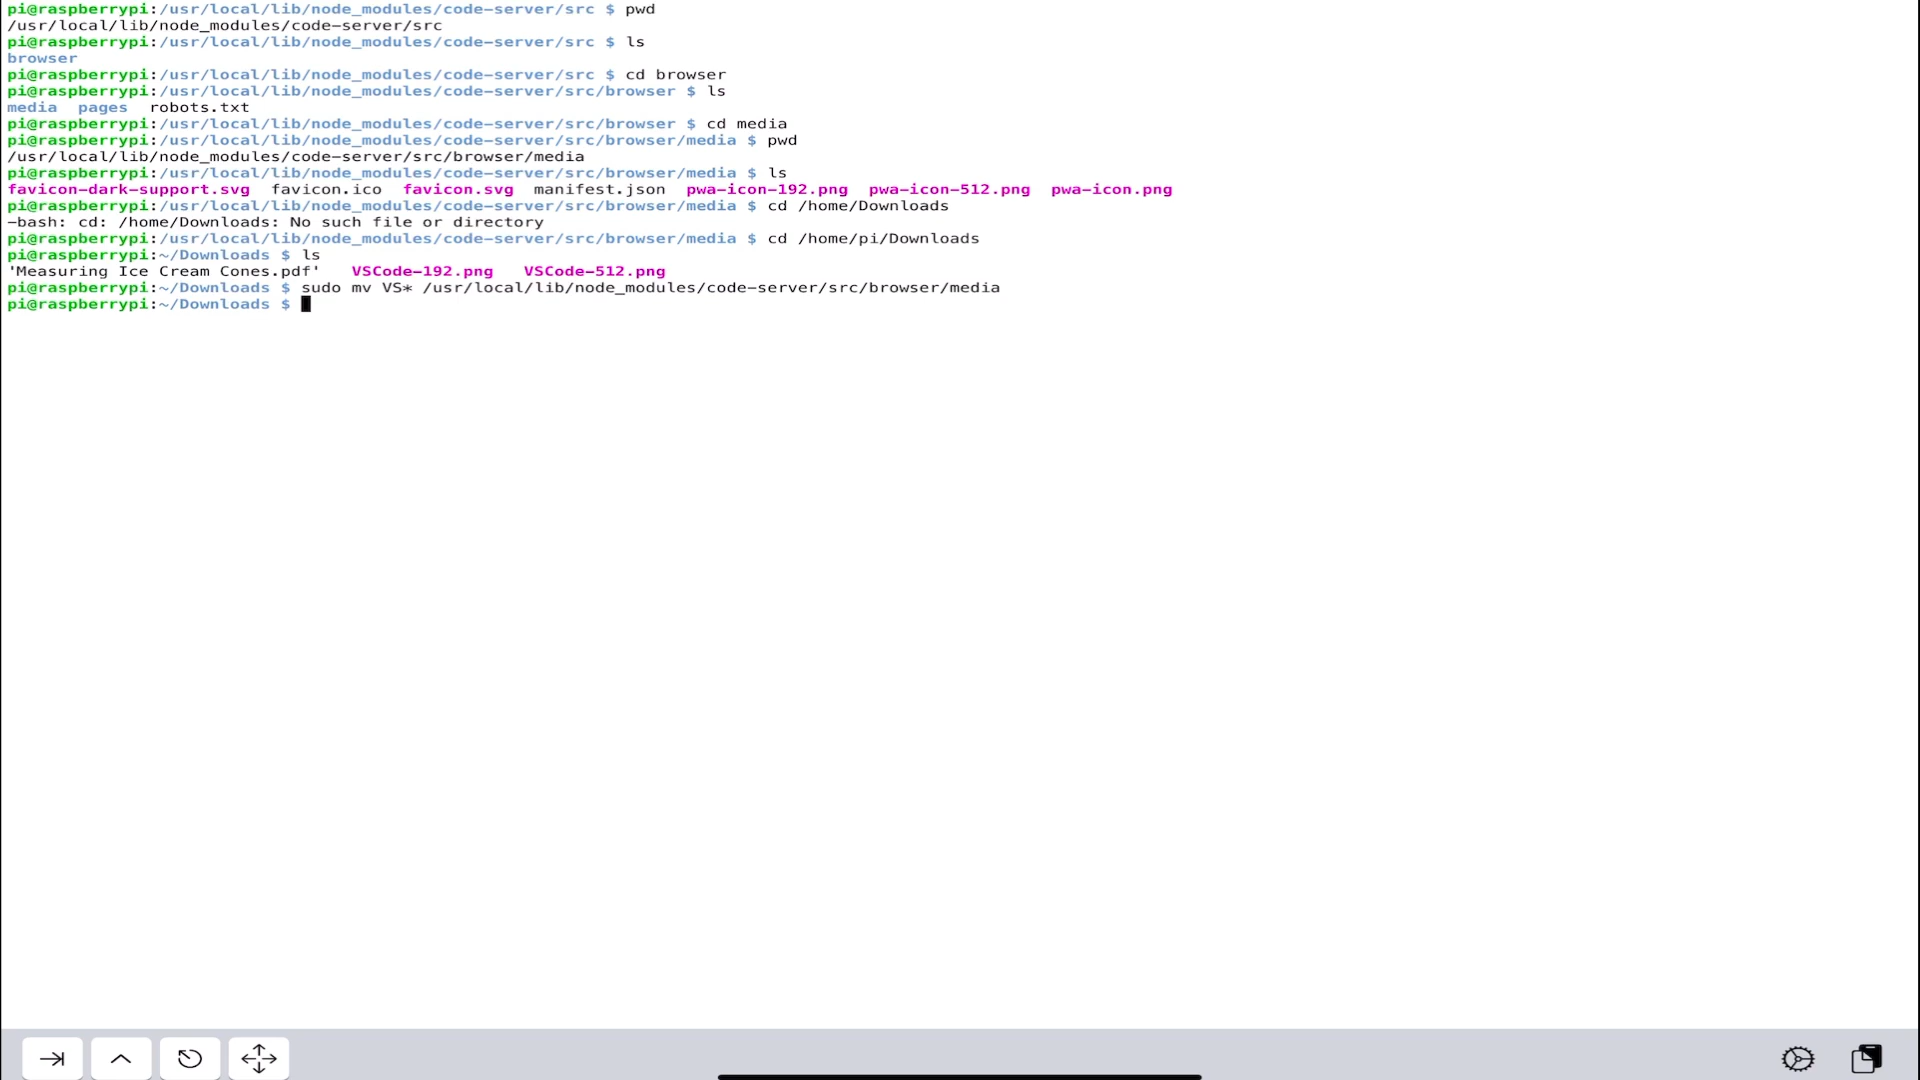 pi@raspberrypi:/usr/local/lib/node_modules/code-server/src $ pwd
/usr/local/lib/node_modules/code-server/src
pi@raspberrypi:/usr/local/lib/node_modules/code-server/src $ ls
browser
pi@raspberrypi:/usr/local/lib/node_modules/code-server/src $ cd browser
pi@raspberrypi:/usr/local/lib/node_modules/code-server/src/browser $ ls
media  pages  robots.txt
pi@raspberrypi:/usr/local/lib/node_modules/code-server/src/browser $ cd media
pi@raspberrypi:/usr/local/lib/node_modules/code-server/src/browser/media $ pwd
/usr/local/lib/node_modules/code-server/src/browser/media
pi@raspberrypi:/usr/local/lib/node_modules/code-server/src/browser/media $ ls
favicon-dark-support.svg  favicon.ico  favicon.svg  manifest.json  pwa-icon-192.png  pwa-icon-512.png  pwa-icon.png
pi@raspberrypi:/usr/local/lib/node_modules/code-server/src/browser/media $ cd /home/Downloads
-bash: cd: /home/Downloads: No such file or directory
pi@raspberrypi:/usr/local/lib/node_modules/code-server/src/browser/media $ cd /home/pi/Downloads
pi@raspberrypi:~/Downloads $ ls
'Measuring Ice Cream Cones.pdf'   VSCode-192.png   VSCode-512.png
pi@raspberrypi:~/Downloads $ sudo mv VS* /usr/local/lib/node_modules/code-server/src/browser/media
pi@raspberrypi:~/Downloads $